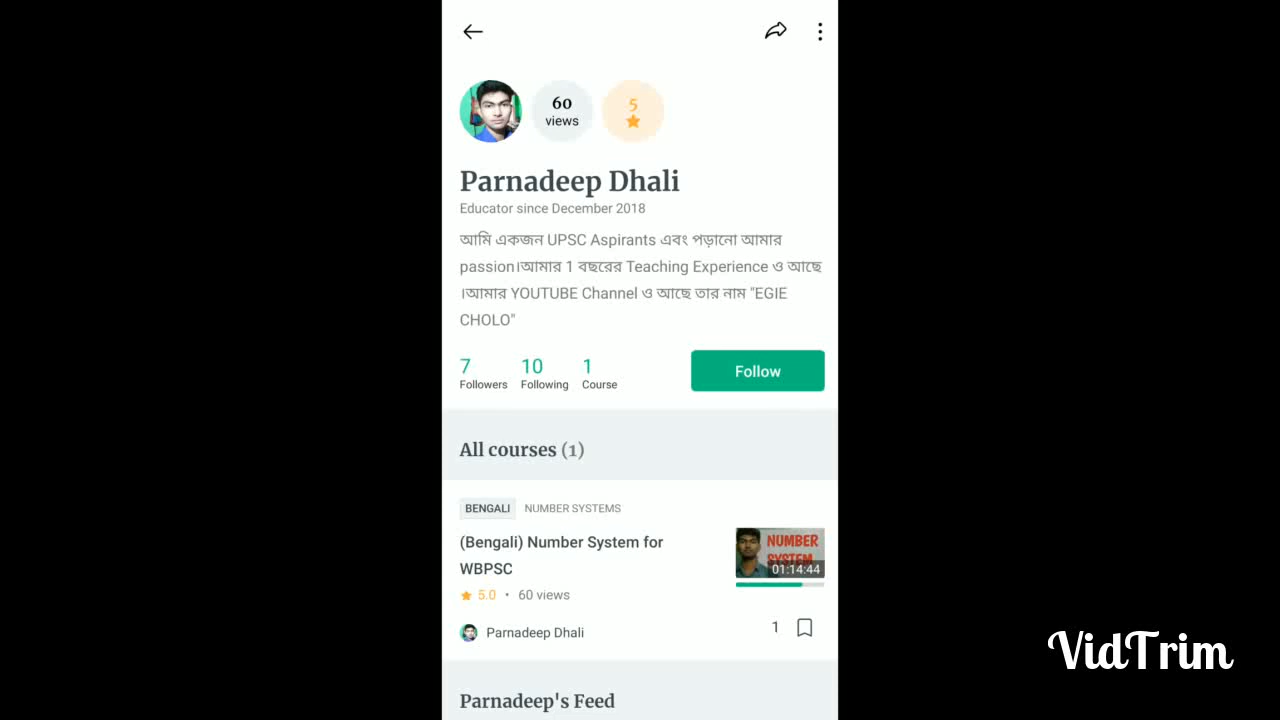 60
views
5
Parnadeep Dhali
Educator since December 2018
আমি একজন UPSC Aspirants এবং পড়ানো আমার
passion।আমার 1 বছরের Teaching Experience ও আছে
।আমার YOUTUBE Channel ও আছে তার নাম "EGIE
CHOLO"
7 10 1
Followers Following Course
Follow
All courses (1)
BENGALI NUMBER SYSTEMS
(Bengali) Number System for
WBPSC
NUMBER
SYSTEM
01:14:44
5.0 • 60 views
Parnadeep Dhali
1
VidTrim
Parnadeep's Feed